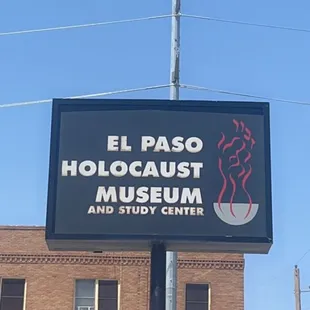 EL PASO
HOLOCAUST
MUSEUM
AND STUDY CENTER